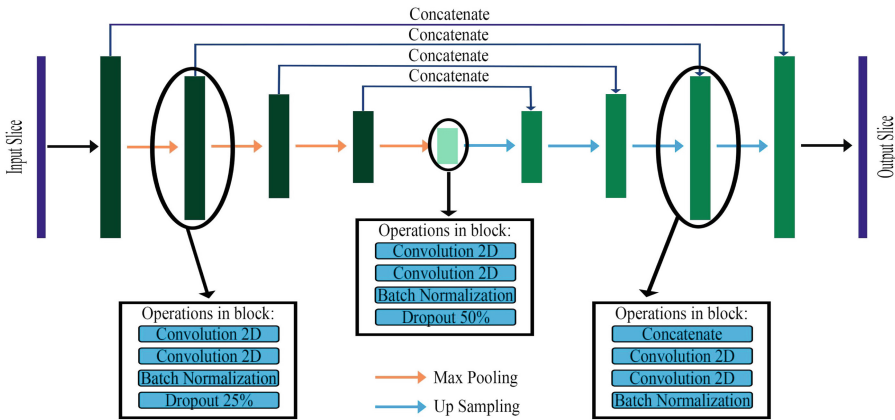 Concatenate
Concatenate
Concatenate
Concatenate
Input Slice
Output Slice
Operations in block:
Convolution 2D
Convolution 2D
Batch Normalization
Dropout 50%
Operations in block:
Convolution 2D
Convolution 2D
Batch Normalization
Dropout 25%
Operations in block:
Concatenate
Convolution 2D
Convolution 2D
Batch Normalization
Max Pooling
Up Sampling